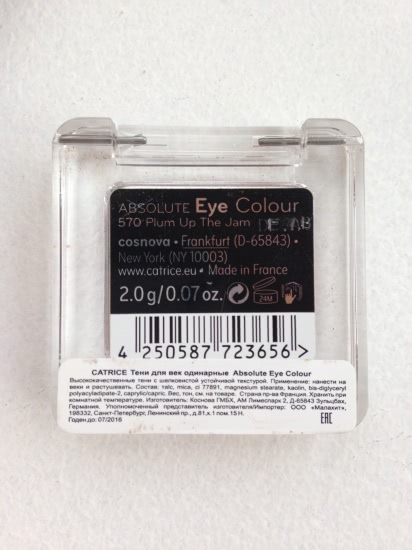 ABSOLUTE Eye Colour
570 Plum Up The Jam
cosnova • Frankfurt (D-65843) •
New York (NY 10003)
www.catrice.eu • Made in France
2.0g/0.07oz. 24M
4 250587 723656 >
CATRICE Тени для век одинарные Absolute Eye Colour
Высококачественные тени с шелковистой устойчивой текстурой. Применение: нанести на
веки и растушевать. Состав: talc, mica, ci 77891, magnesium stearate, kaolin, bis-diglyceryl
polyacyladipate-2, caprylic/capric. Вес, тон, см. на товаре. Страна пр-ва Франция. Хранить при
комнатной температуре. Изготовитель: Коснова ГМБХ, АМ Лимеспарк 2, Д-65843 Зульцбах,
Германия. Уполномоченный представитель изготовителя/Импортер: ООО «Малахит»,
198332, Санкт-Петербург, Ленинский пр., д.81,к.1 пом.15 Н.
Годен до: 07/2018
EAC